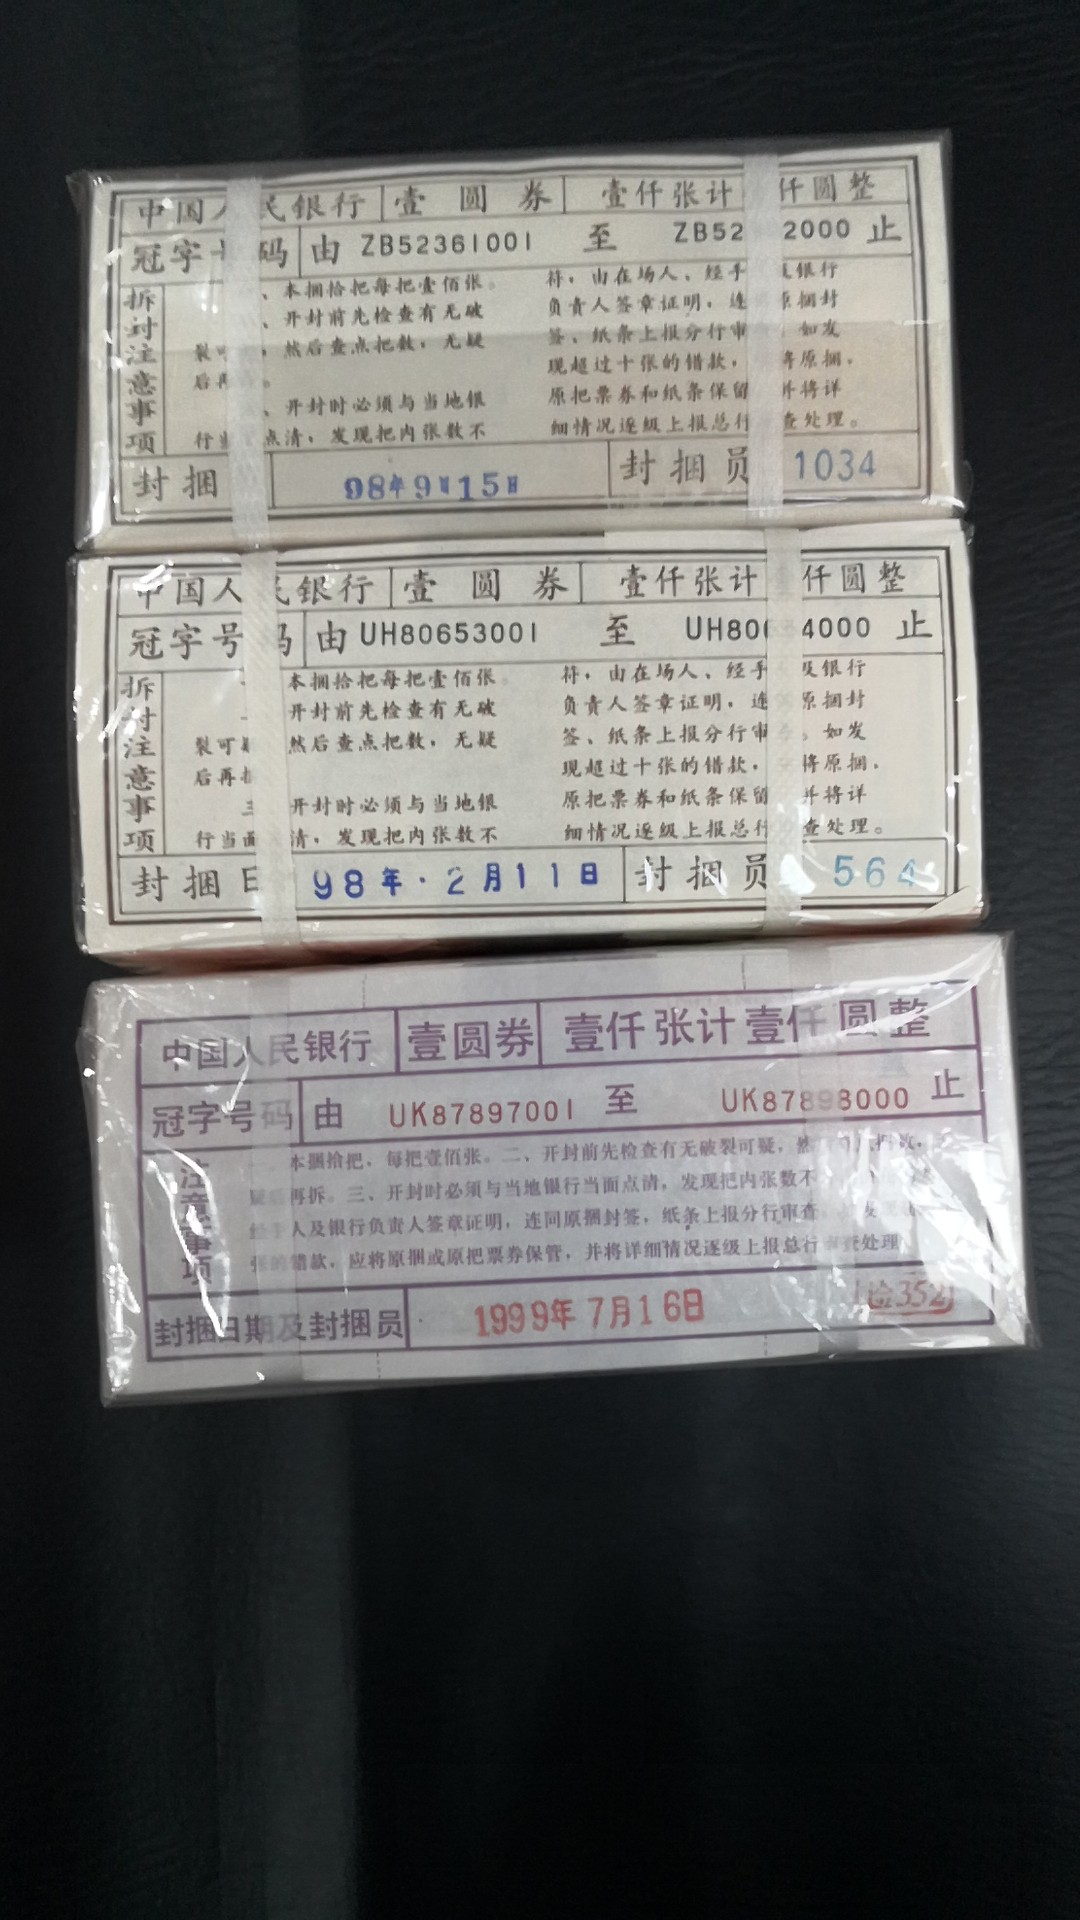 中国人民银行 壹圆券 壹仟张计 仟圆整
冠字 码 由 ZB52361001 至 ZB52 2000 止
拆封注意事项
、本捆拾把每把壹佰张。
、开封前先检查有无破
裂可 ，然后查点把数，无疑
后再 。
、开封时必须与当地银
行当 点清，发现把内张数不
符，由在场人、经手 及银行
负责人签章证明，连 原捆封
签、纸条上报分行审 如发
现超过十张的错款， 将原捆.
原把票券和纸条保留 并将详
细情况逐级上报总行 查处理。
封捆 98年9月15日 封捆员 1034
中国人民银行 壹圆券 壹仟张计 仟圆整
冠字号码 由 UH80653001 至 UH80 4000 止
拆封注意事项
本捆拾把每把壹佰张
开封前先检查有无破
裂可疑 然后查点把数，无疑
后再
三 开封时必须与当地银
行当面 清，发现把内张数不
符，由在场人、经手 及银行
负责人签章证明，连 原捆封
签、纸条上报分行审 。如发
现超过十张的错款， 将原捆.
原把票券和纸条保留 并将详
细情况逐级上报总行 查处理。
封捆日 98年·2月11日 封捆员 564
中国人民银行 壹圆券 壹仟张计壹仟圆整
冠字号码 由 UK87897001 至 UK87898000 止
注意事项
本捆拾把，每把壹佰张。二、开封前先检查有无破裂可疑，然
疑后再拆。三、开封时必须与当地银行当面点清，发现把内张数不
经手人及银行负责人签章证明，连同原捆封签，纸条上报分行审查
张的错款，应将原捆或原把票券保管，并将详细情况逐级上报总行 查处理
封捆日期及封捆员 1999年7月16日 检352